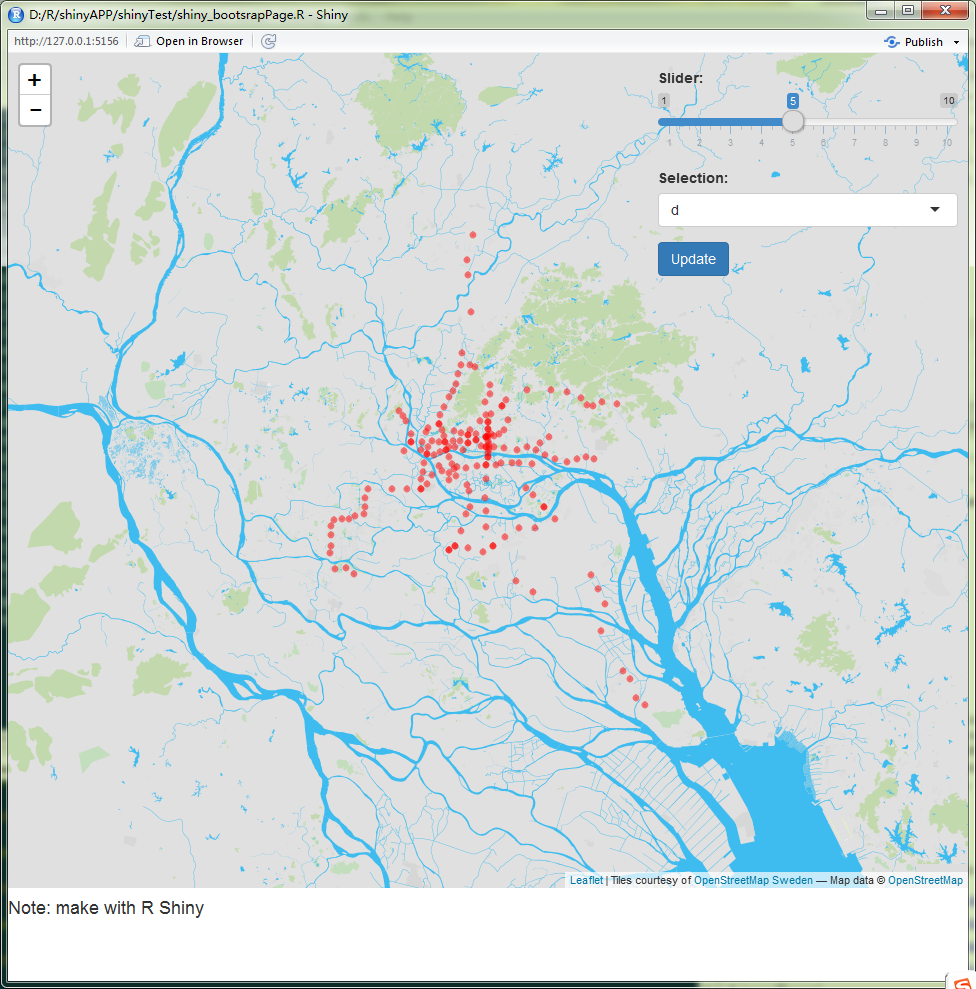 D:/R/shinyAPP/shinyTest/shiny_bootsrapPage.R - Shiny
http://127.0.0.1:5156 Open in Browser Publish
+
−
Slider:
1 5 10
1 2 3 4 5 6 7 8 9 10
Selection:
d
Update
Leaflet | Tiles courtesy of OpenStreetMap Sweden — Map data © OpenStreetMap
Note: make with R Shiny